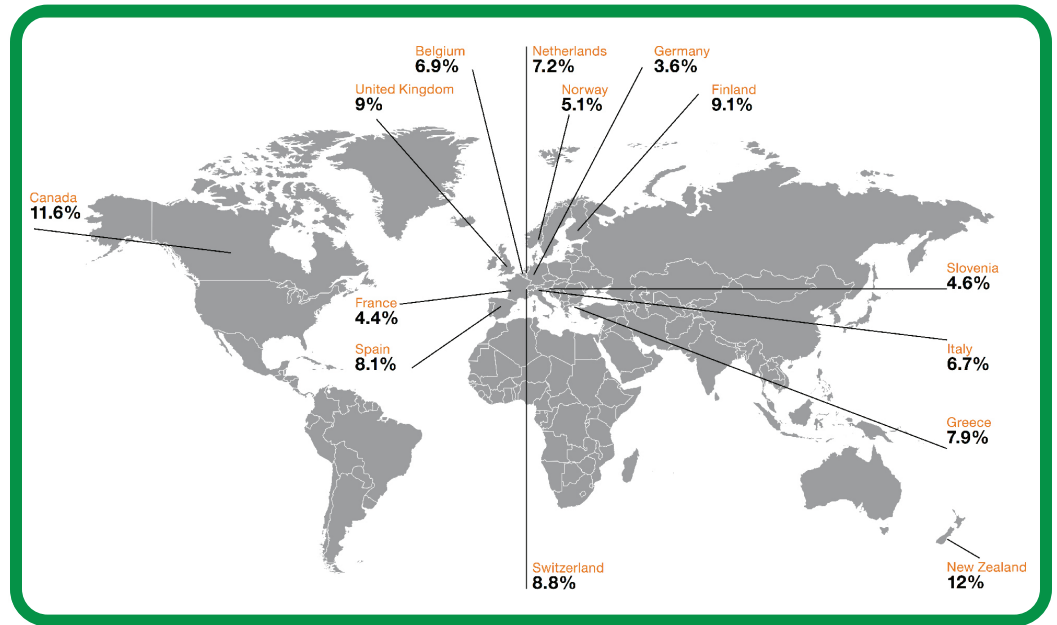 Belgium
6.9%
Netherlands
7.2%
Germany
3.6%
United Kingdom
9%
Norway
5.1%
Finland
9.1%
Canada
11.6%
Slovenia
4.6%
France
4.4%
Spain
8.1%
Italy
6.7%
Greece
7.9%
Switzerland
8.8%
New Zealand
12%